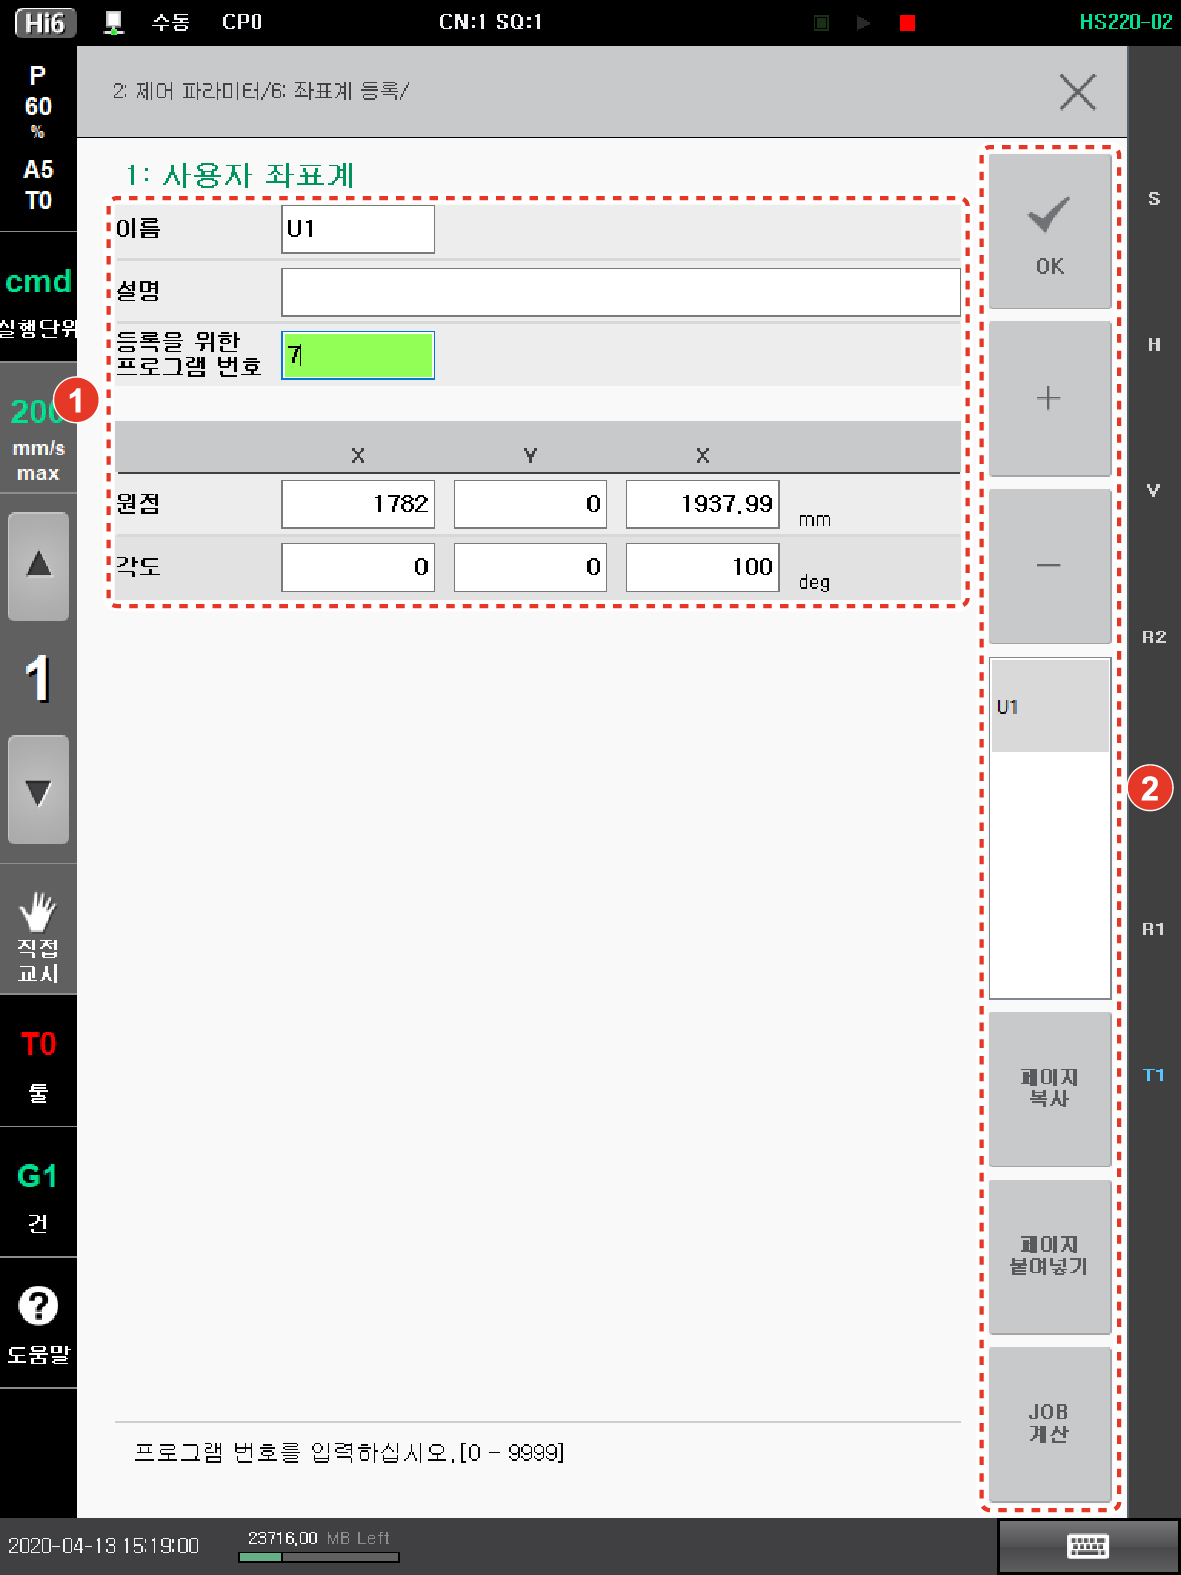 Hi6 수동 CP0 CN:1 SQ:1 HS220-02
P
60
%
A5
T0
cmd
실행단위
200
mm/s
max
1
직접
교시
T0
툴
G1
건
도움말
2: 제어 파라미터/6: 좌표계 등록/
1: 사용자 좌표계
이름 U1
설명
등록을 위한
프로그램 번호 7
1
X Y X
원점 1782 0 1937.99 mm
각도 0 0 100 deg
프로그램 번호를 입력하십시오.[0 - 9999]
OK
+
-
U1
페이지
복사
페이지
붙여넣기
JOB
계산
2
S
H
V
R2
R1
T1
2020-04-13 15:19:00 23716.00 MB Left